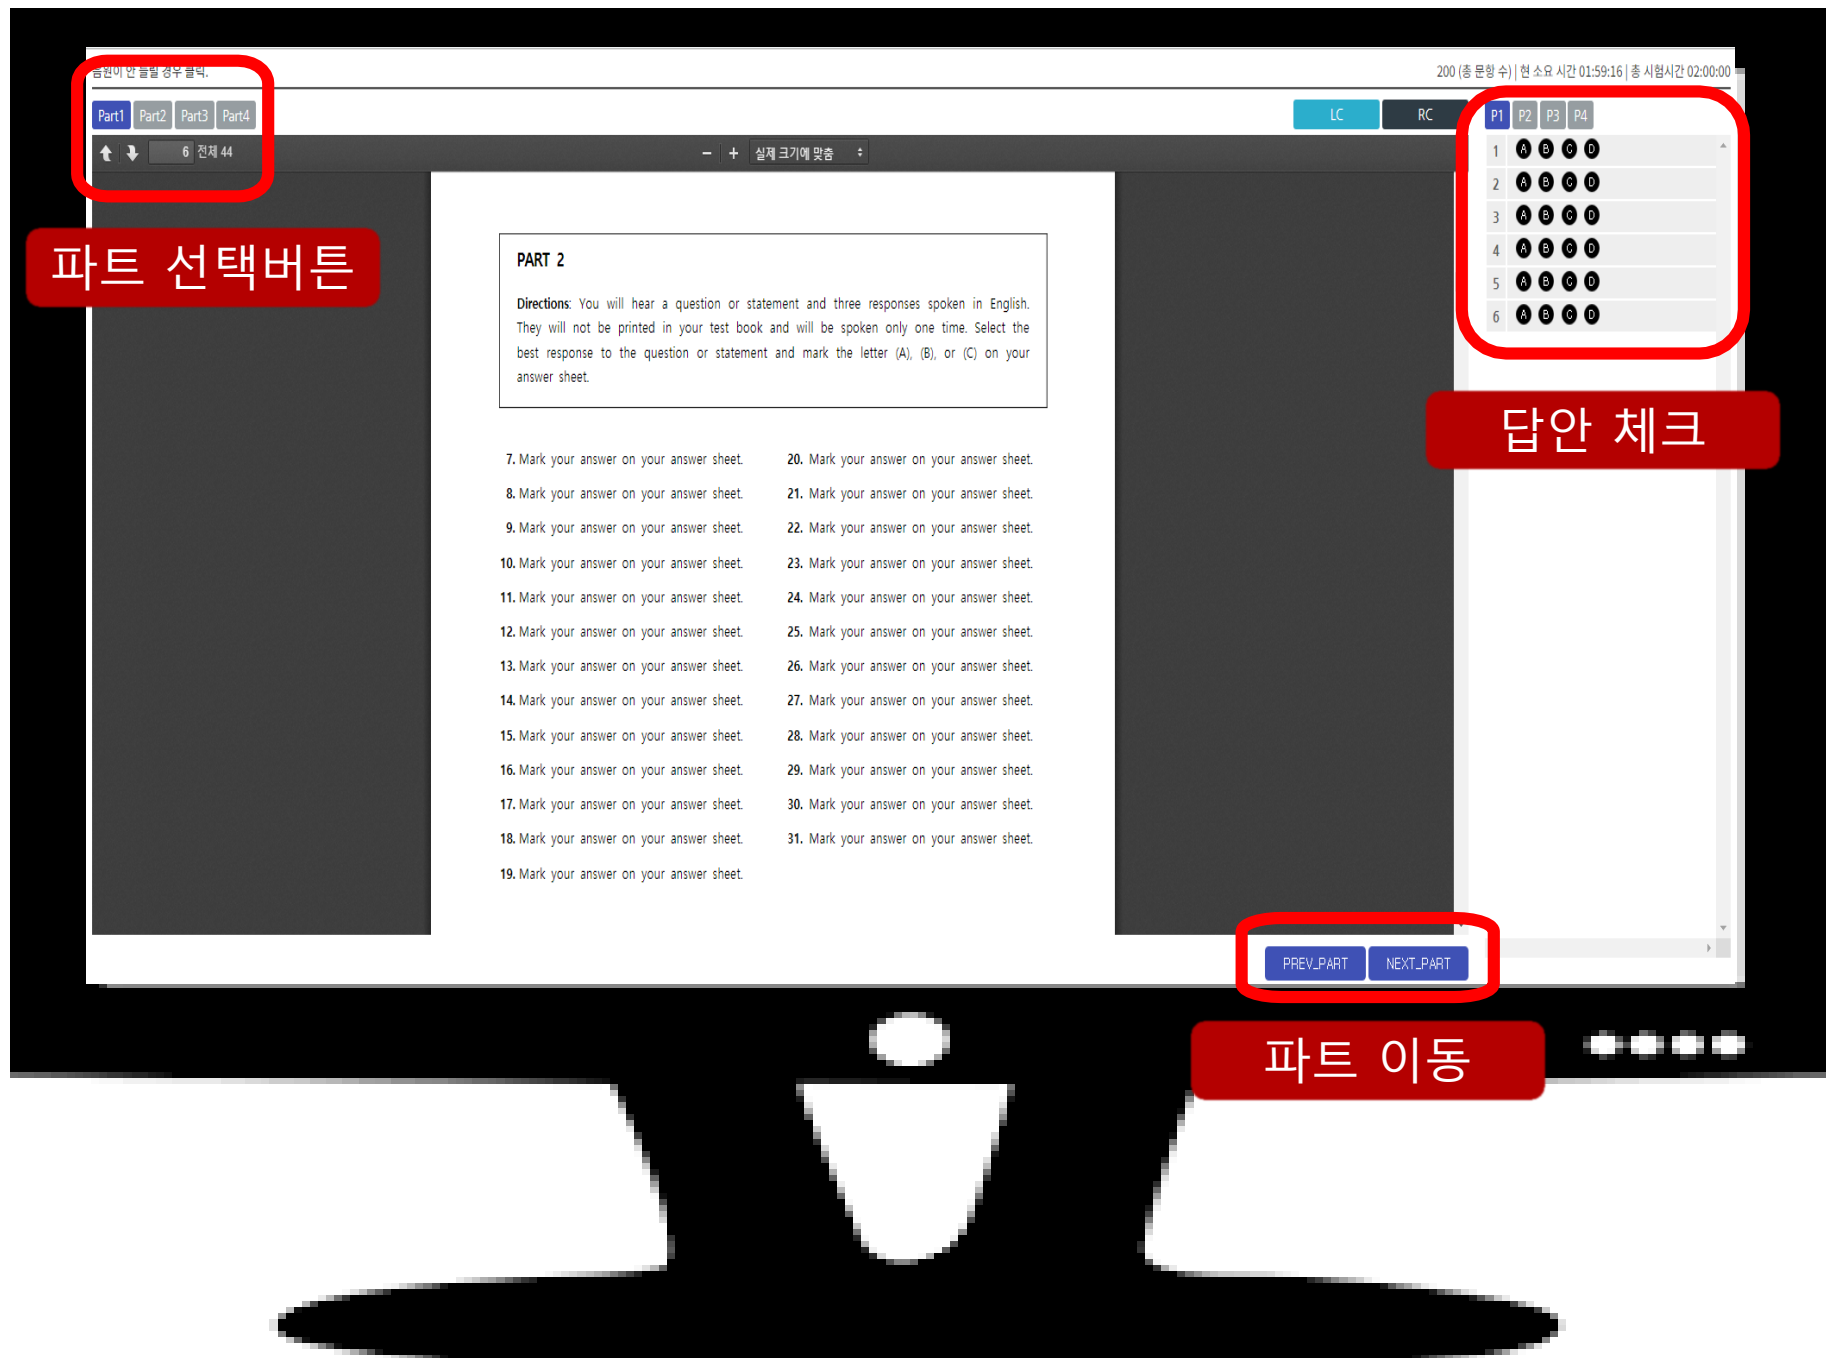 음원이 안 들릴 경우 클릭.
200 (총 문항 수) | 현 소요 시간 01:59:16 | 총 시험시간 02:00:00
Part1 Part2 Part3 Part4
LC RC
P1 P2 P3 P4
6 전체 44
− + 실제 크기에 맞춤
1 A B C D
2 A B C D
3 A B C D
4 A B C D
5 A B C D
6 A B C D
파트 선택버튼
답안 체크
PART 2
Directions: You will hear a question or statement and three responses spoken in English.
They will not be printed in your test book and will be spoken only one time. Select the
best response to the question or statement and mark the letter (A), (B), or (C) on your
answer sheet.
7. Mark your answer on your answer sheet.
8. Mark your answer on your answer sheet.
9. Mark your answer on your answer sheet.
10. Mark your answer on your answer sheet.
11. Mark your answer on your answer sheet.
12. Mark your answer on your answer sheet.
13. Mark your answer on your answer sheet.
14. Mark your answer on your answer sheet.
15. Mark your answer on your answer sheet.
16. Mark your answer on your answer sheet.
17. Mark your answer on your answer sheet.
18. Mark your answer on your answer sheet.
19. Mark your answer on your answer sheet.
20. Mark your answer on your answer sheet.
21. Mark your answer on your answer sheet.
22. Mark your answer on your answer sheet.
23. Mark your answer on your answer sheet.
24. Mark your answer on your answer sheet.
25. Mark your answer on your answer sheet.
26. Mark your answer on your answer sheet.
27. Mark your answer on your answer sheet.
28. Mark your answer on your answer sheet.
29. Mark your answer on your answer sheet.
30. Mark your answer on your answer sheet.
31. Mark your answer on your answer sheet.
PREV_PART NEXT_PART
파트 이동